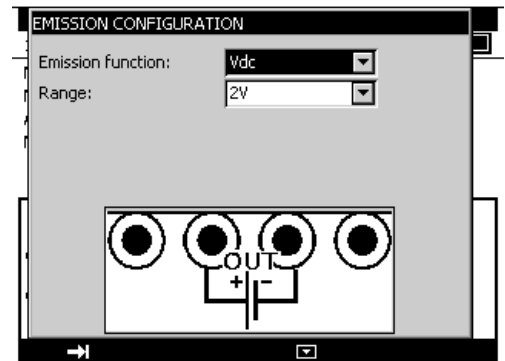 EMISSION CONFIGURATION
Emission function: Vdc
Range: 2V
OUT
+ -